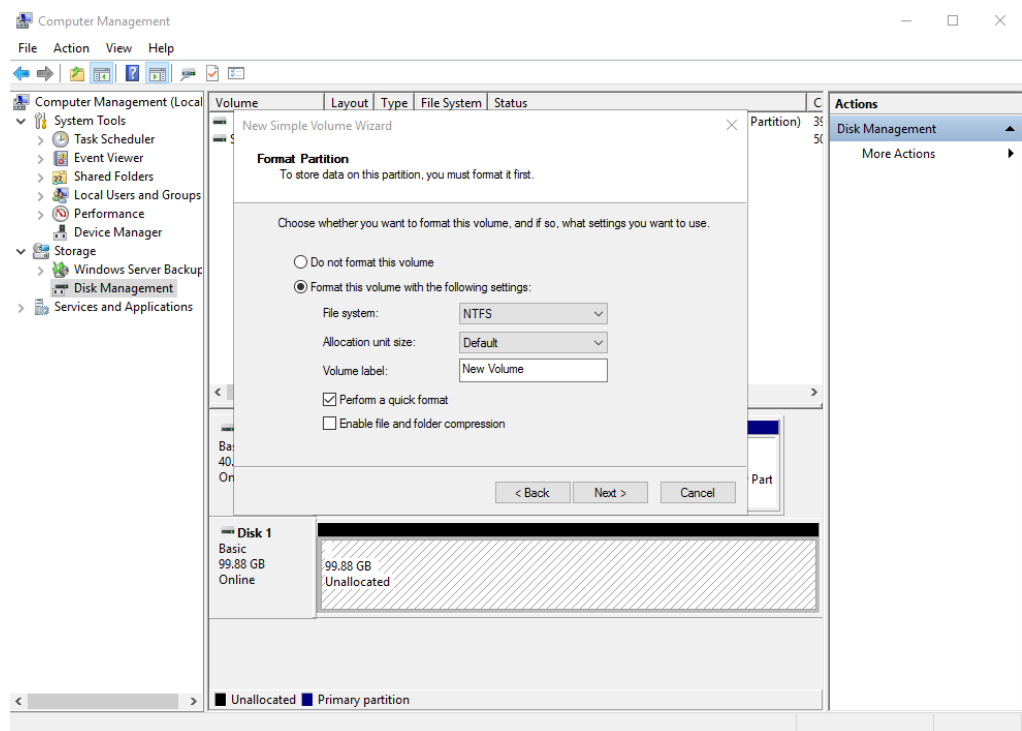 Computer Management
File Action View Help
Computer Management (Local
System Tools
Task Scheduler
Event Viewer
Shared Folders
Local Users and Groups
Performance
Device Manager
Storage
Windows Server Backup
Disk Management
Services and Applications
Volume Layout Type File System Status C
Partition) 39
50
New Simple Volume Wizard
Format Partition
To store data on this partition, you must format it first.
Choose whether you want to format this volume, and if so, what settings you want to use.
Do not format this volume
Format this volume with the following settings:
File system: NTFS
Allocation unit size: Default
Volume label: New Volume
Perform a quick format
Enable file and folder compression
< Back Next > Cancel
Ba
40.
On
Part
Disk 1
Basic
99.88 GB
Online
99.88 GB
Unallocated
Unallocated Primary partition
Actions
Disk Management
More Actions